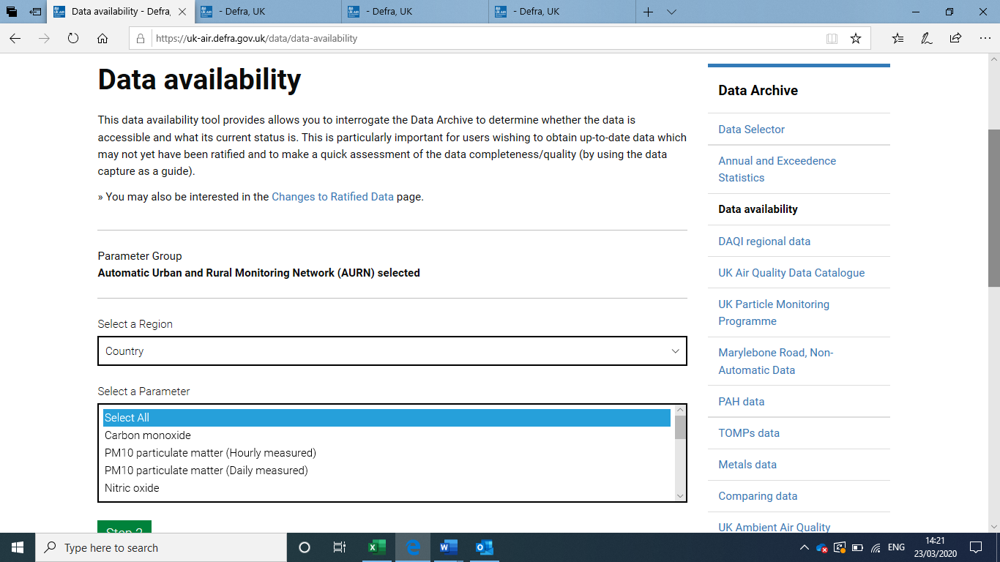 Data availability - Defra,
- Defra, UK
- Defra, UK
- Defra, UK
https://uk-air.defra.gov.uk/data/data-availability
Data availability
This data availability tool provides allows you to interrogate the Data Archive to determine whether the data is
accessible and what its current status is. This is particularly important for users wishing to obtain up-to-date data which
may not yet have been ratified and to make a quick assessment of the data completeness/quality (by using the data
capture as a guide).
» You may also be interested in the Changes to Ratified Data page.
Parameter Group
Automatic Urban and Rural Monitoring Network (AURN) selected
Select a Region
Country
Select a Parameter
Select All
Carbon monoxide
PM10 particulate matter (Hourly measured)
PM10 particulate matter (Daily measured)
Nitric oxide
Step 2
Data Archive
Data Selector
Annual and Exceedence
Statistics
Data availability
DAQI regional data
UK Air Quality Data Catalogue
UK Particle Monitoring
Programme
Marylebone Road, Non-
Automatic Data
PAH data
TOMPs data
Metals data
Comparing data
UK Ambient Air Quality
Type here to search
ENG
14:21
23/03/2020